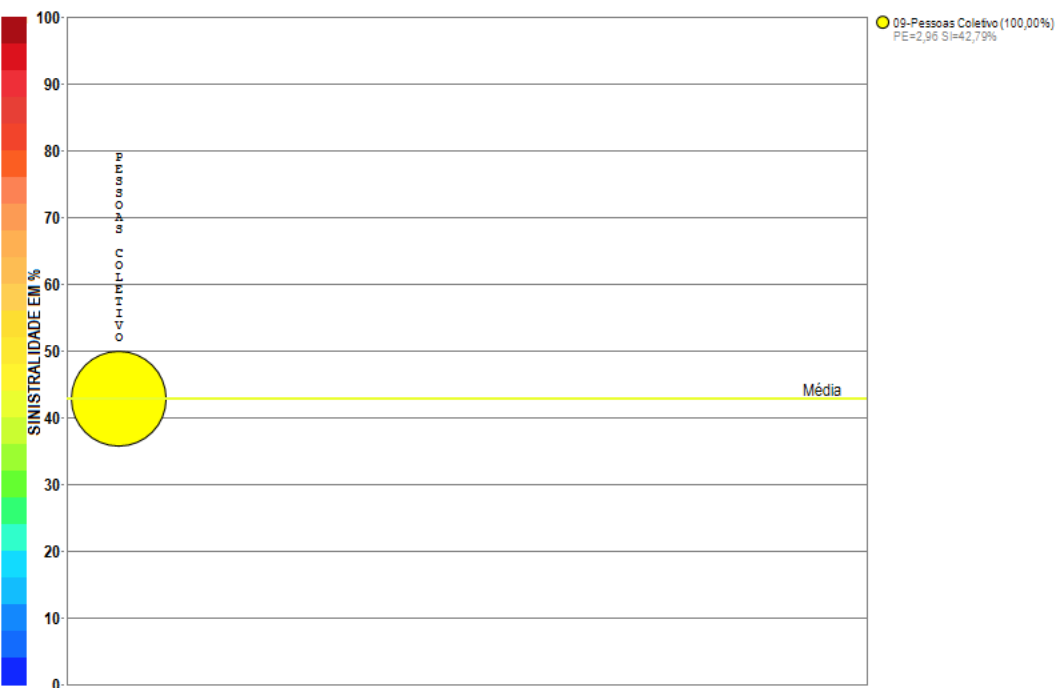 100
90
80
70
60
50
40
30
20
10
0
SINISTRALIDADE EM %
PESSOAS COLETIVO
Média
09-Pessoas Coletivo (100,00%)
PE=2,96 SI=42,79%